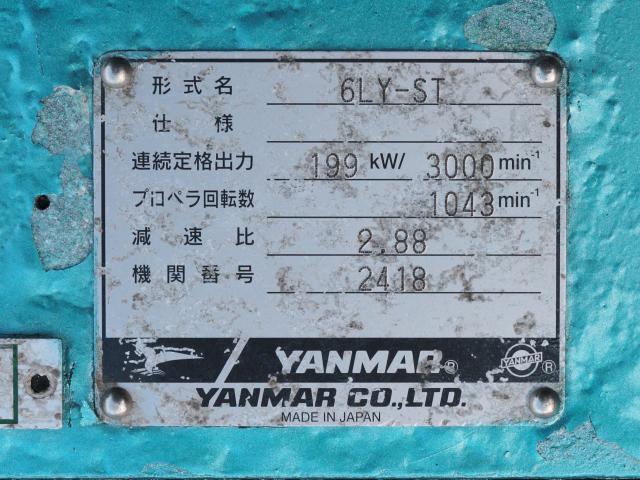 形式名 6LY-ST
仕様
連続定格出力 199 kW/ 3000 min-1
プロペラ回転数 1043 min-1
減速比 2.88
機関番号 2418
YANMAR® YANMAR ®
YANMAR CO.,LTD.
MADE IN JAPAN